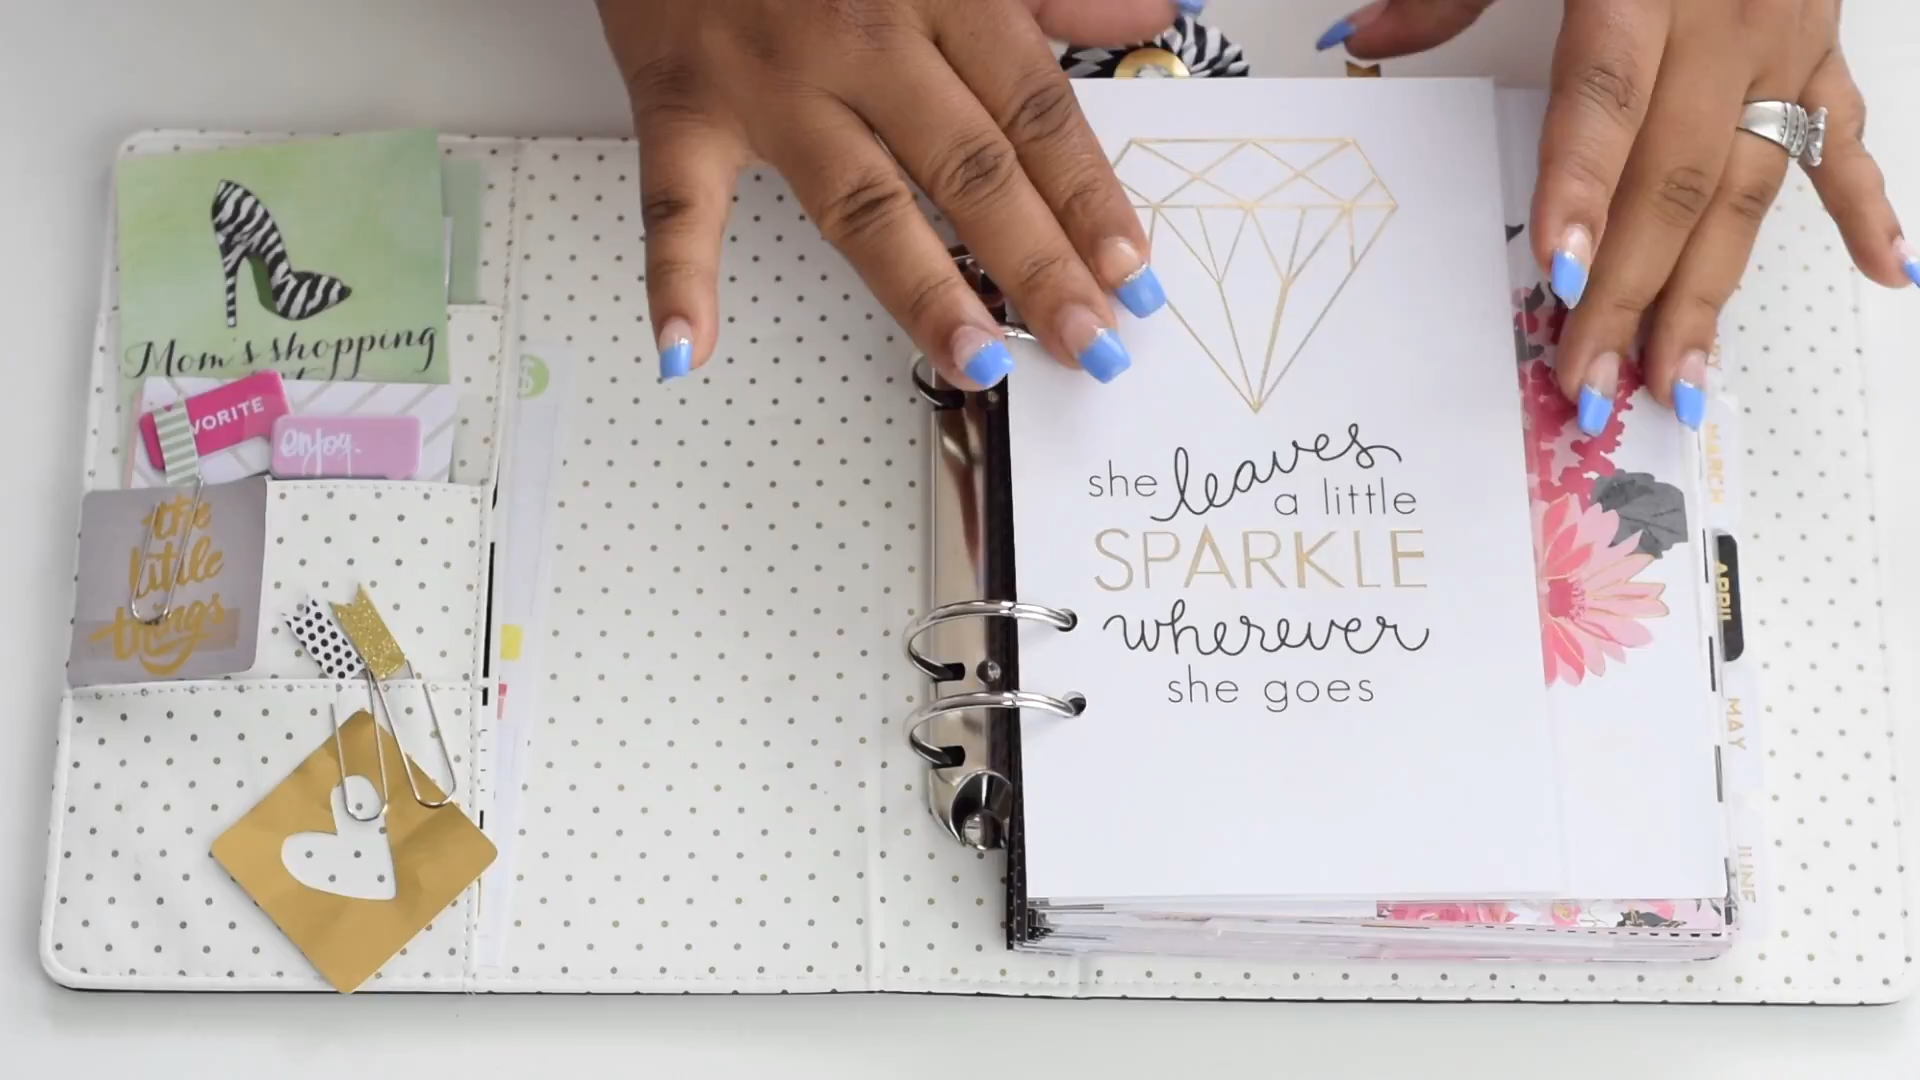 Mom's shopping
VORITE
enjoy.
the
little
things
$
she leaves
a little
SPARKLE
wherever
she goes
MARCH
APRIL
MAY
JUNE